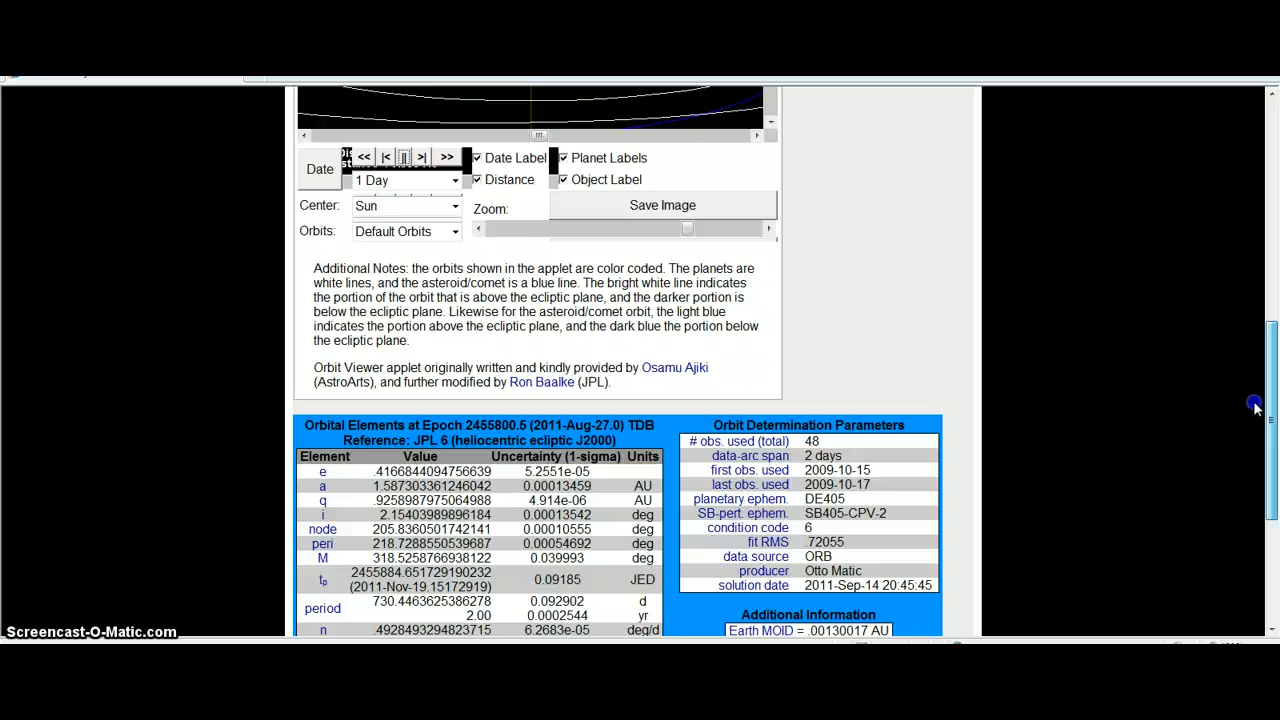 << |< || >| >>
Date Label
Planet Labels
Date
1 Day
Distance
Object Label
Center: Sun
Zoom:
Save Image
Orbits: Default Orbits
Additional Notes: the orbits shown in the applet are color coded. The planets are
white lines, and the asteroid/comet is a blue line. The bright white line indicates
the portion of the orbit that is above the ecliptic plane, and the darker portion is
below the ecliptic plane. Likewise for the asteroid/comet orbit, the light blue
indicates the portion above the ecliptic plane, and the dark blue the portion below
the ecliptic plane.
Orbit Viewer applet originally written and kindly provided by Osamu Ajiki
(AstroArts), and further modified by Ron Baalke (JPL).
Orbital Elements at Epoch 2455800.5 (2011-Aug-27.0) TDB
Reference: JPL 6 (heliocentric ecliptic J2000)
Element Value Uncertainty (1-sigma) Units
e .4166844094756639 5.2551e-05
a 1.587303361246042 0.00013459 AU
q .9258987975064988 4.914e-06 AU
i 2.15403989896184 0.00013542 deg
node 205.8360501742141 0.00010555 deg
peri 218.7288550539687 0.00054692 deg
M 318.5258766938122 0.039993 deg
tp 2455884.651729190232 0.09185 JED
(2011-Nov-19.15172919)
period 730.4463625386278 0.092902 d
2.00 0.0002544 yr
n .4928493294823715 6.2683e-05 deg/d
Orbit Determination Parameters
# obs. used (total) 48
data-arc span 2 days
first obs. used 2009-10-15
last obs. used 2009-10-17
planetary ephem. DE405
SB-pert. ephem. SB405-CPV-2
condition code 6
fit RMS .72055
data source ORB
producer Otto Matic
solution date 2011-Sep-14 20:45:45
Additional Information
Earth MOID = .00130017 AU
Screencast-O-Matic.com